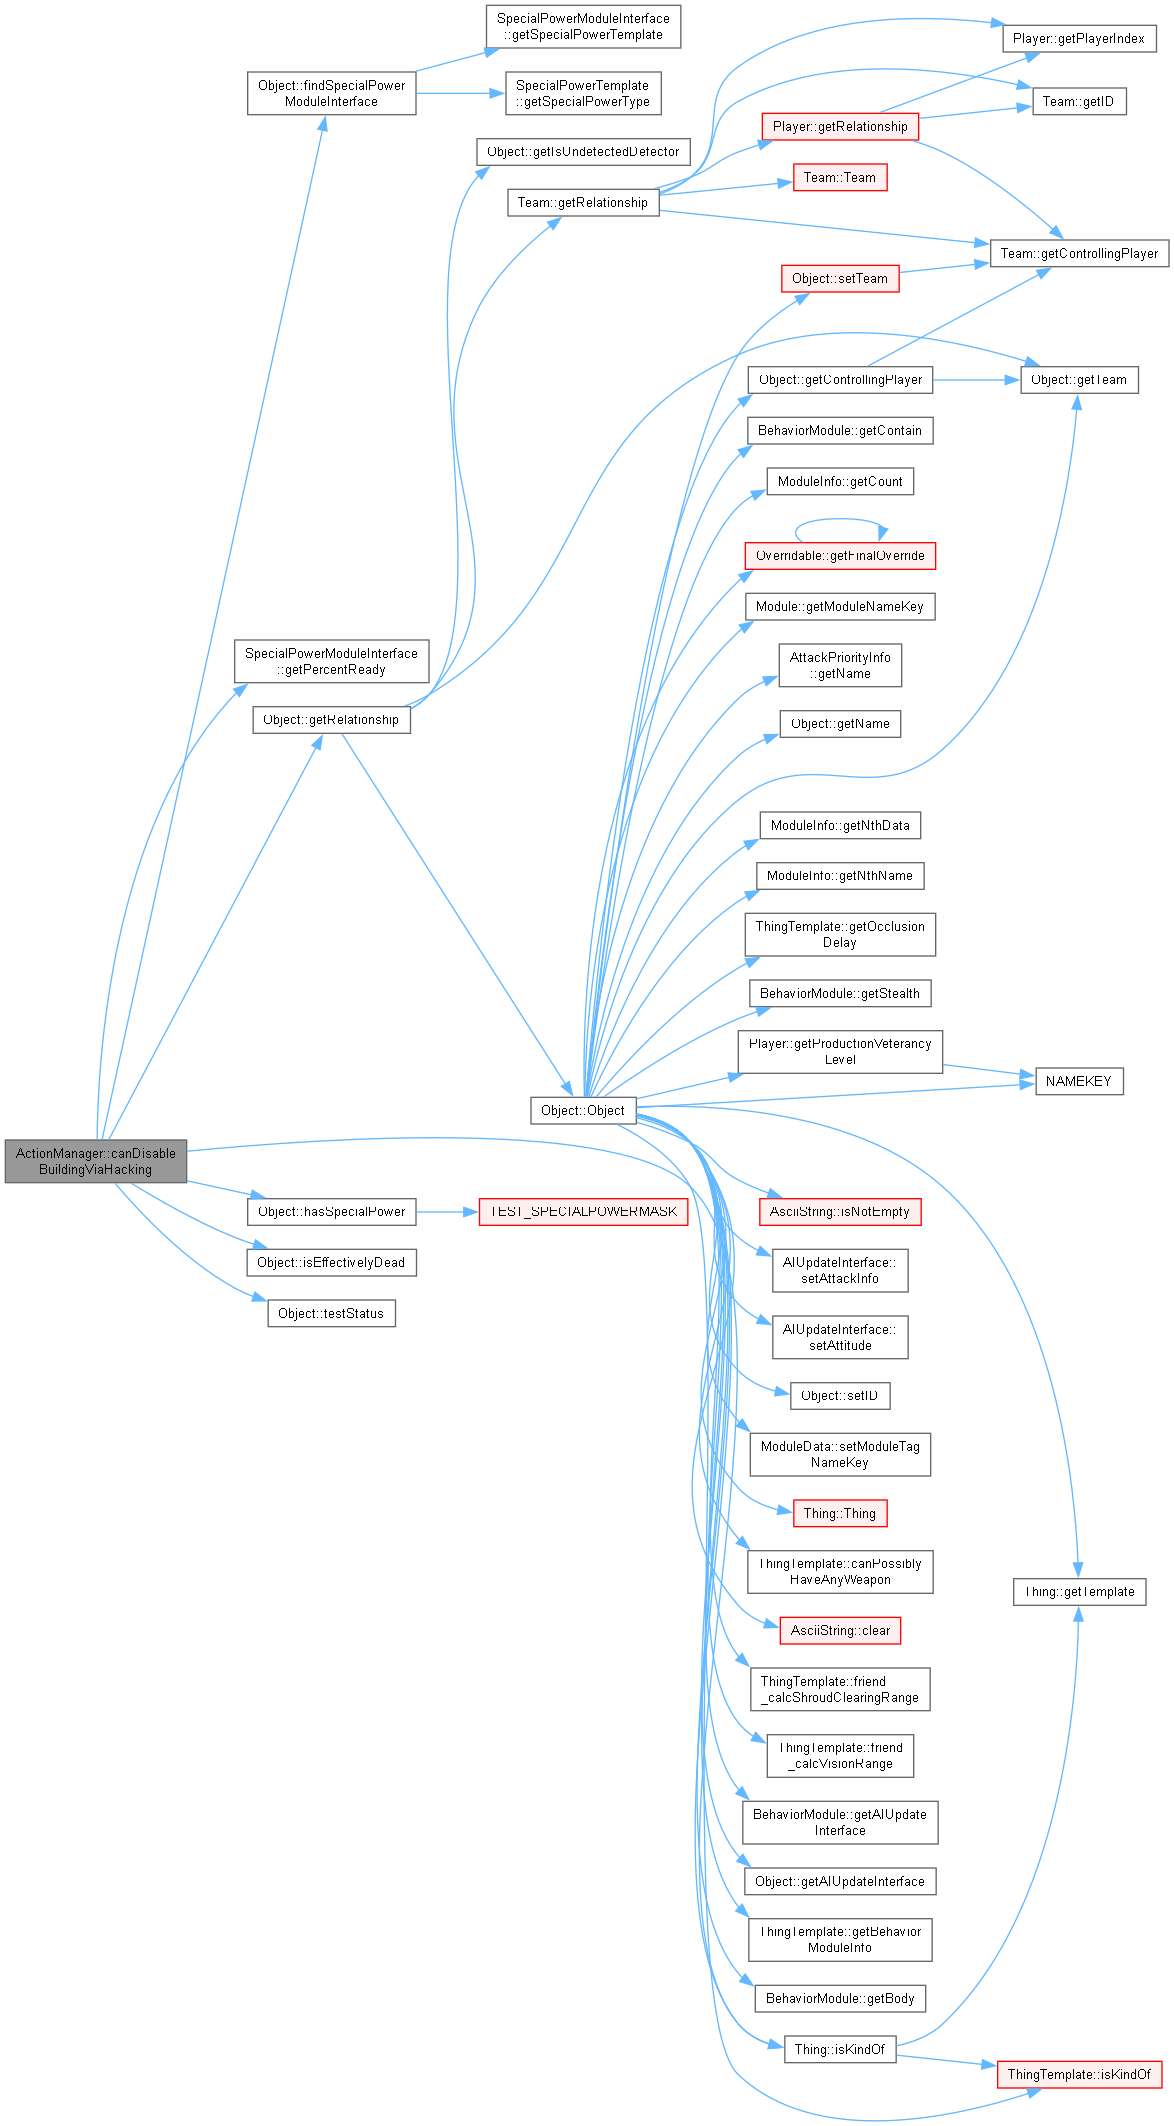 SpecialPowerModuleInterface
::getSpecialPowerTemplate
Object::findSpecialPower
ModuleInterface
SpecialPowerTemplate
::getSpecialPowerType
Player::getPlayerIndex
Team::getID
Player::getRelationship
Object::getIsUndetectedDefector
Team::Team
Team::getRelationship
Team::getControllingPlayer
Object::setTeam
Object::getControllingPlayer
Object::getTeam
BehaviorModule::getContain
ModuleInfo::getCount
Overridable::getFinalOverride
Module::getModuleNameKey
SpecialPowerModuleInterface
::getPercentReady
AttackPriorityInfo
::getName
Object::getRelationship
Object::getName
ModuleInfo::getNthData
ModuleInfo::getNthName
ThingTemplate::getOcclusion
Delay
BehaviorModule::getStealth
Player::getProductionVeterancy
Level
NAMEKEY
Object::Object
ActionManager::canDisable
BuildingViaHacking
Object::hasSpecialPower
TEST_SPECIALPOWERMASK
AsciiString::isNotEmpty
Object::isEffectivelyDead
AIUpdateInterface::
setAttackInfo
Object::testStatus
AIUpdateInterface::
setAttitude
Object::setID
ModuleData::setModuleTag
NameKey
Thing::Thing
ThingTemplate::canPossibly
HaveAnyWeapon
Thing::getTemplate
AsciiString::clear
ThingTemplate::friend
_calcShroudClearingRange
ThingTemplate::friend
_calcVisionRange
BehaviorModule::getAIUpdate
Interface
Object::getAIUpdateInterface
ThingTemplate::getBehavior
ModuleInfo
BehaviorModule::getBody
Thing::isKindOf
ThingTemplate::isKindOf